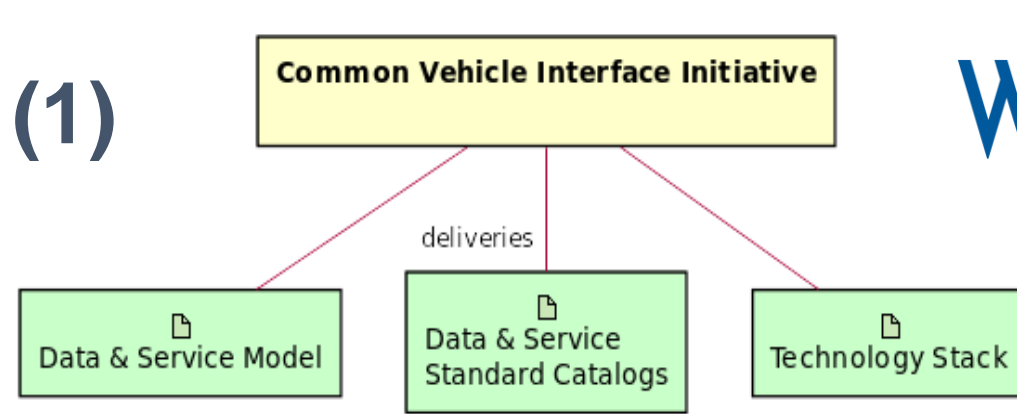 Common Vehicle Interface Initiative
(1)
deliveries
Data & Service Model
Data & Service
Standard Catalogs
Technology Stack